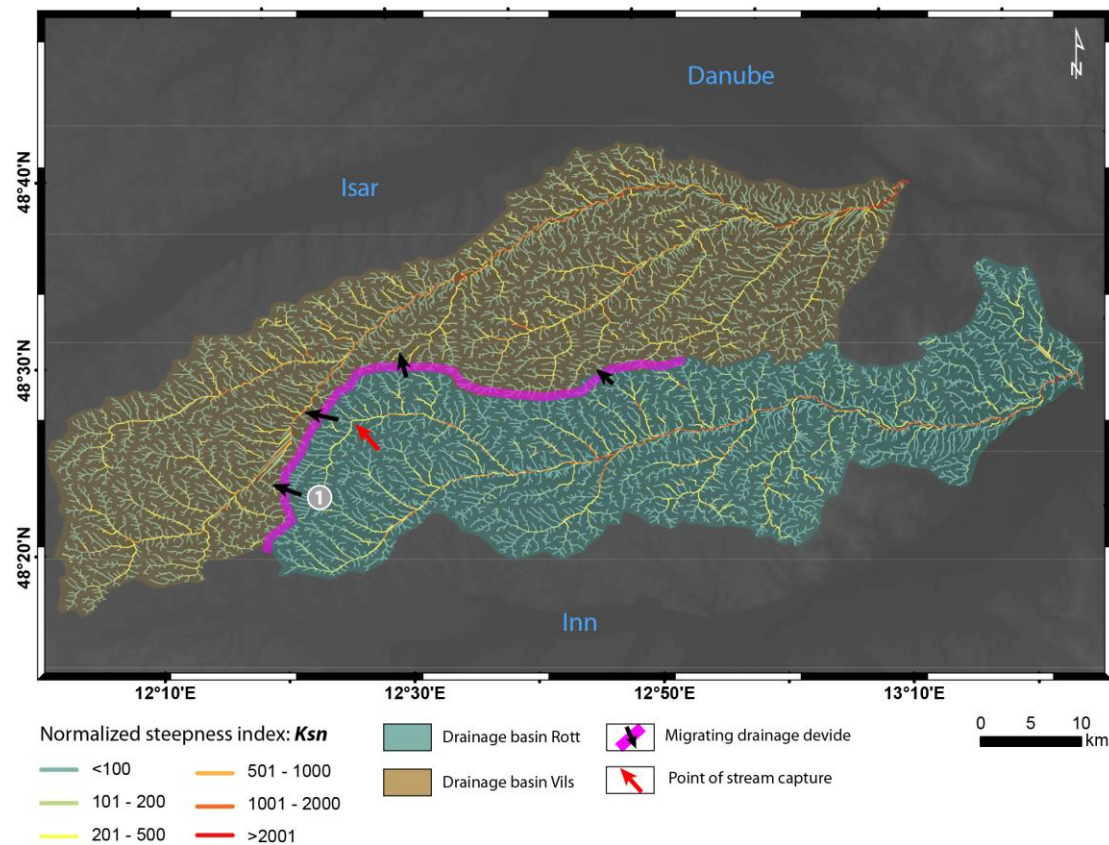 N
Danube
Isar
Inn
1
48°40'N
48°30'N
48°20'N
12°10'E
12°30'E
12°50'E
13°10'E
Normalized steepness index: Ksn
<100
101 - 200
201 - 500
501 - 1000
1001 - 2000
>2001
Drainage basin Rott
Drainage basin Vils
Migrating drainage devide
Point of stream capture
0 5 10
km